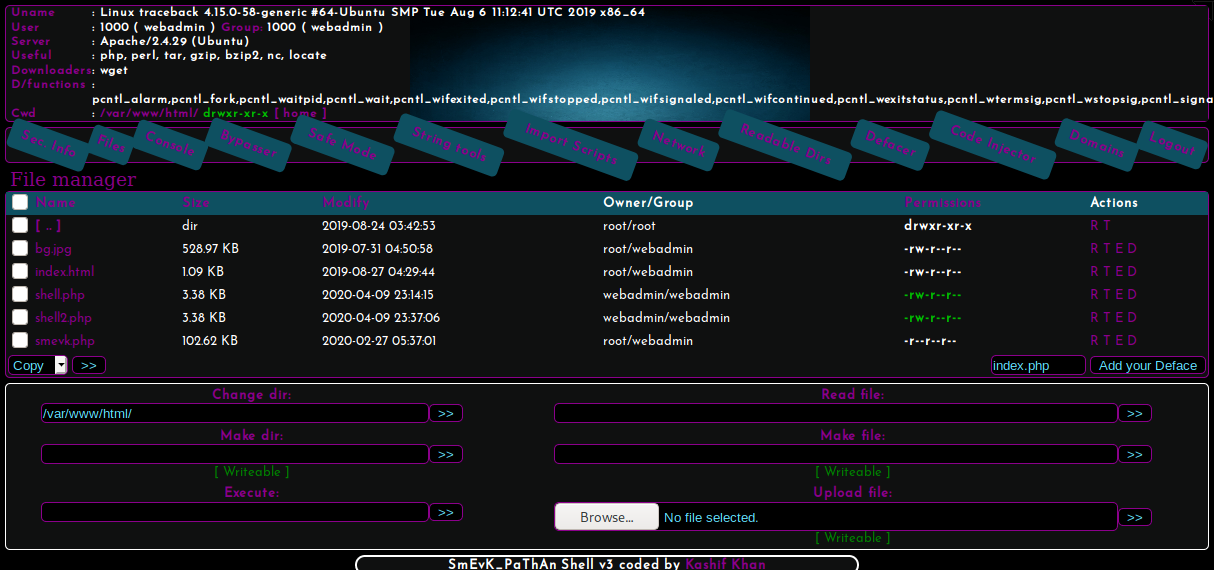 Uname : Linux traceback 4.15.0-58-generic #64-Ubuntu SMP Tue Aug 6 11:12:41 UTC 2019 x86_64
User : 1000 ( webadmin ) Group: 1000 ( webadmin )
Server : Apache/2.4.29 (Ubuntu)
Useful : php, perl, tar, gzip, bzip2, nc, locate
Downloaders: wget
D/functions :
pcntl_alarm,pcntl_fork,pcntl_waitpid,pcntl_wait,pcntl_wifexited,pcntl_wifstopped,pcntl_wifsignaled,pcntl_wifcontinued,pcntl_wexitstatus,pcntl_wtermsig,pcntl_wstopsig,pcntl_signa
Cwd : /var/www/html/ drwxr-xr-x [ home ]
Sec. Info Files Console Bypasser Safe Mode String tools Import Scripts Network Readable Dirs Defaser Code Injector Domains Logout
File manager
Name Size Modify Owner/Group Permissions Actions
[ .. ] dir 2019-08-24 03:42:53 root/root drwxr-xr-x R T
bg.jpg 528.97 KB 2019-07-31 04:50:58 root/webadmin -rw-r--r-- R T E D
index.html 1.09 KB 2019-08-27 04:29:44 root/webadmin -rw-r--r-- R T E D
shell.php 3.38 KB 2020-04-09 23:14:15 webadmin/webadmin -rw-r--r-- R T E D
shell2.php 3.38 KB 2020-04-09 23:37:06 webadmin/webadmin -rw-r--r-- R T E D
smevk.php 102.62 KB 2020-02-27 05:37:01 root/webadmin -r--r--r-- R T E D
Copy >> index.php Add your Deface
Change dir: Read file:
/var/www/html/ >> >>
Make dir: Make file:
>> >>
[ Writeable ] [ Writeable ]
Execute: Upload file:
>> Browse... No file selected. >>
[ Writeable ]
SmEvK_PaThAn Shell v3 coded by Kashif Khan